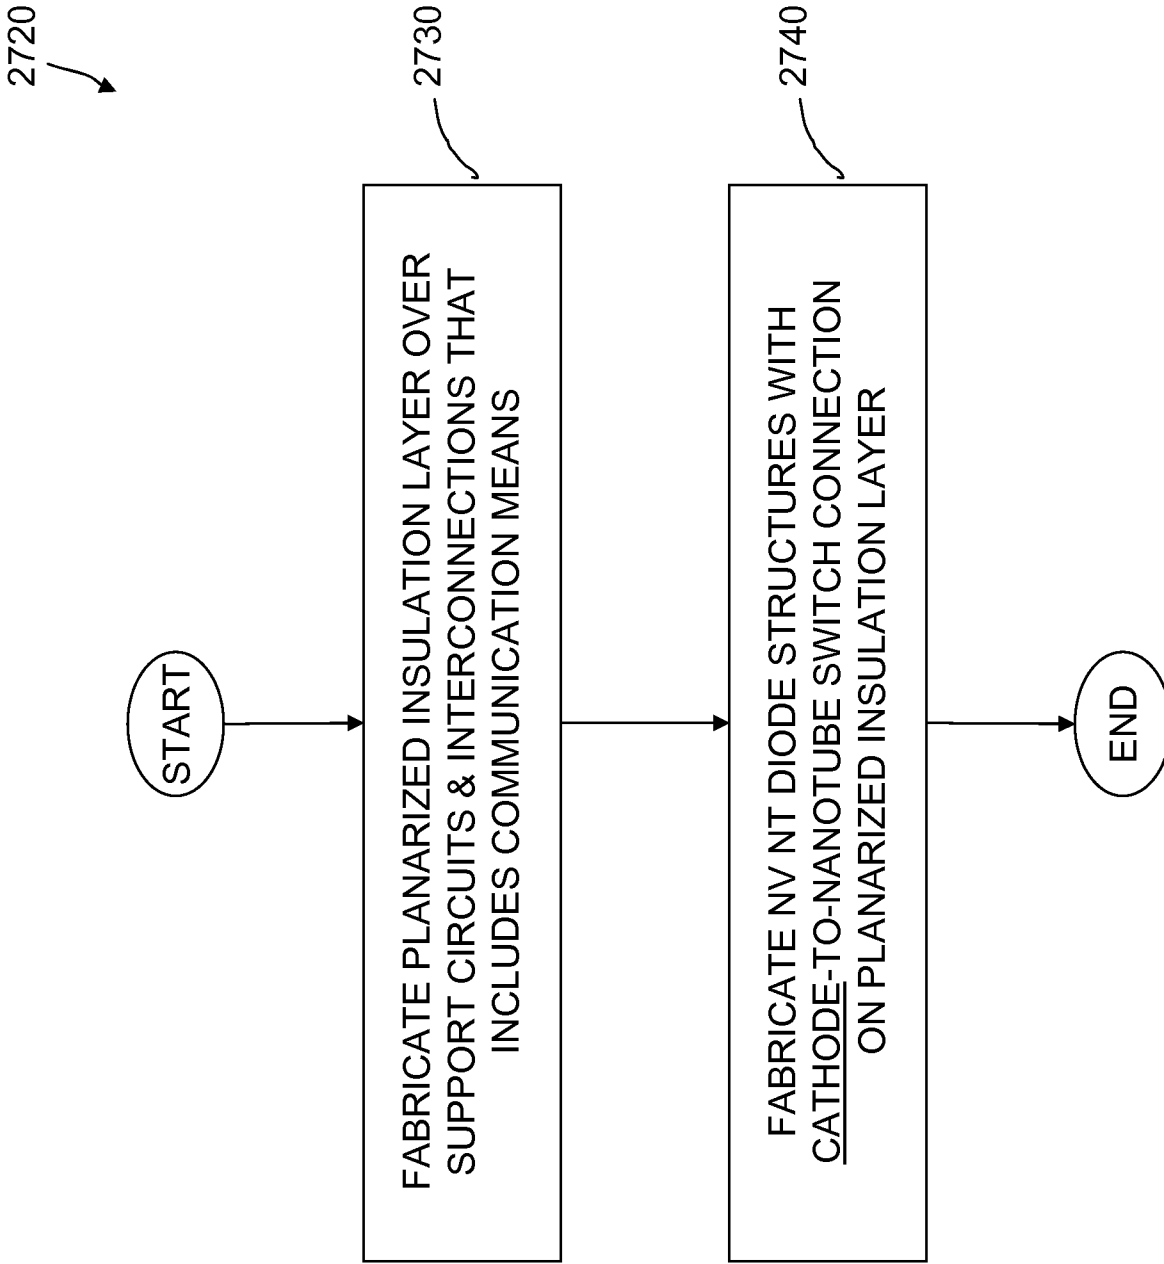 2720
START
2730
FABRICATE PLANARIZED INSULATION LAYER OVER
SUPPORT CIRCUITS & INTERCONNECTIONS THAT
INCLUDES COMMUNICATION MEANS
2740
FABRICATE NV NT DIODE STRUCTURES WITH
CATHODE-TO-NANOTUBE SWITCH CONNECTION
ON PLANARIZED INSULATION LAYER
END